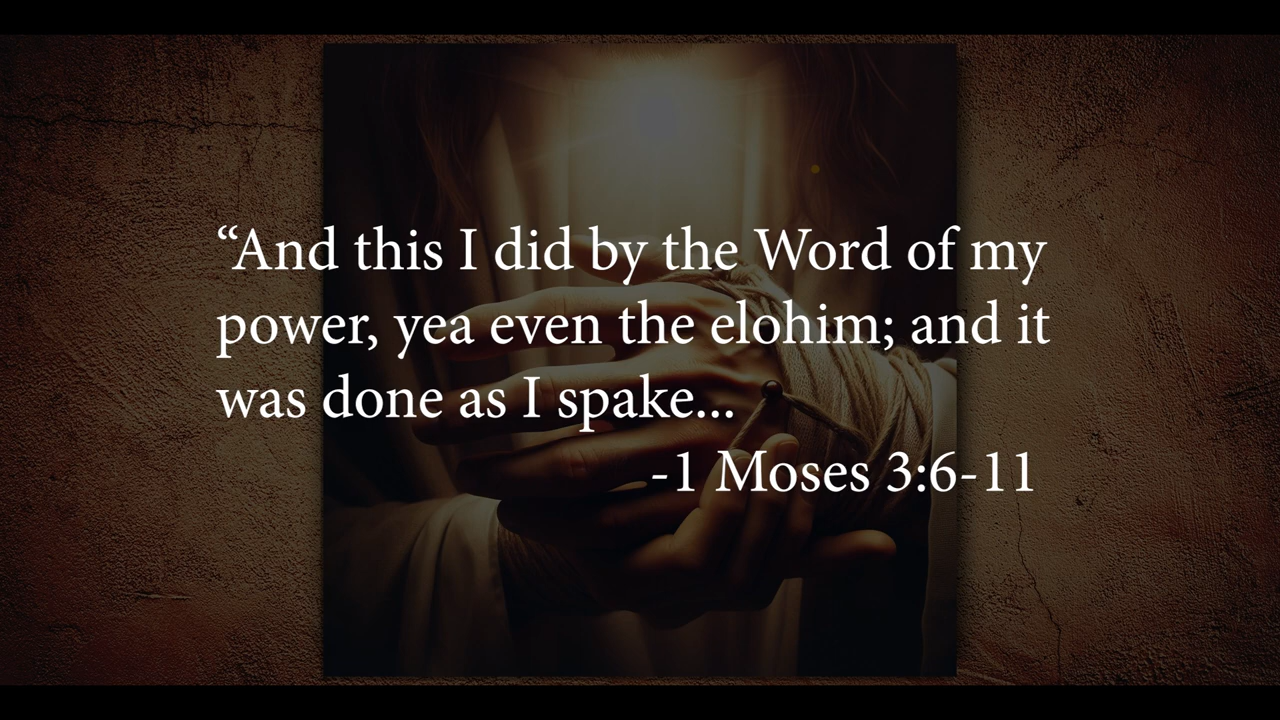 “And this I did by the Word of my
power, yea even the elohim; and it
was done as I spake...
-1 Moses 3:6-11